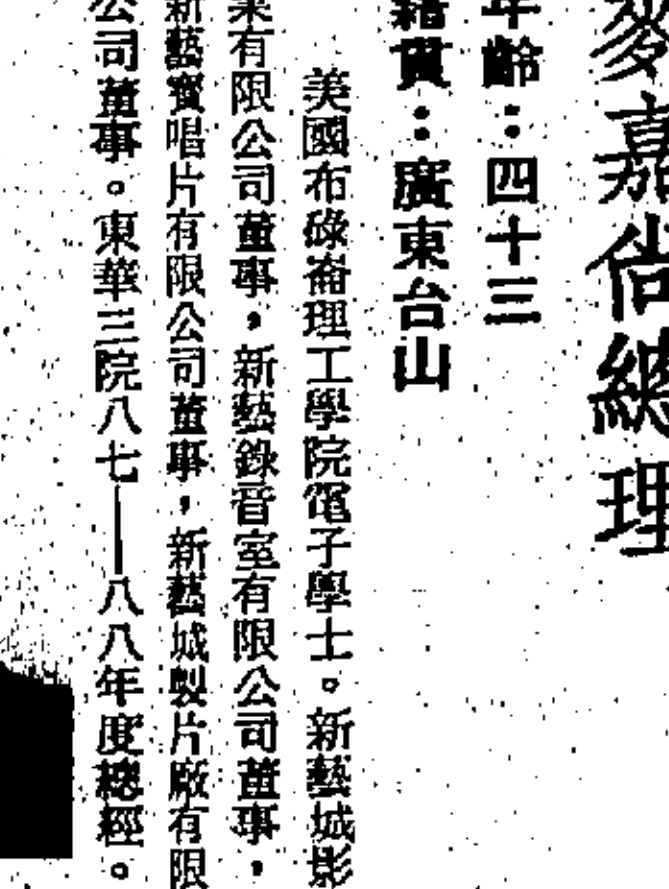 麥嘉尚總理
年齡：四十三
籍貫：廣東台山
美國布碌崙理工學院電子學士。新藝城影
業有限公司董事，新藝錄音室有限公司董事，
新藝寶唱片有限公司董事，新藝城製片廠有限
公司董事。東華三院八七——八八年度總經。